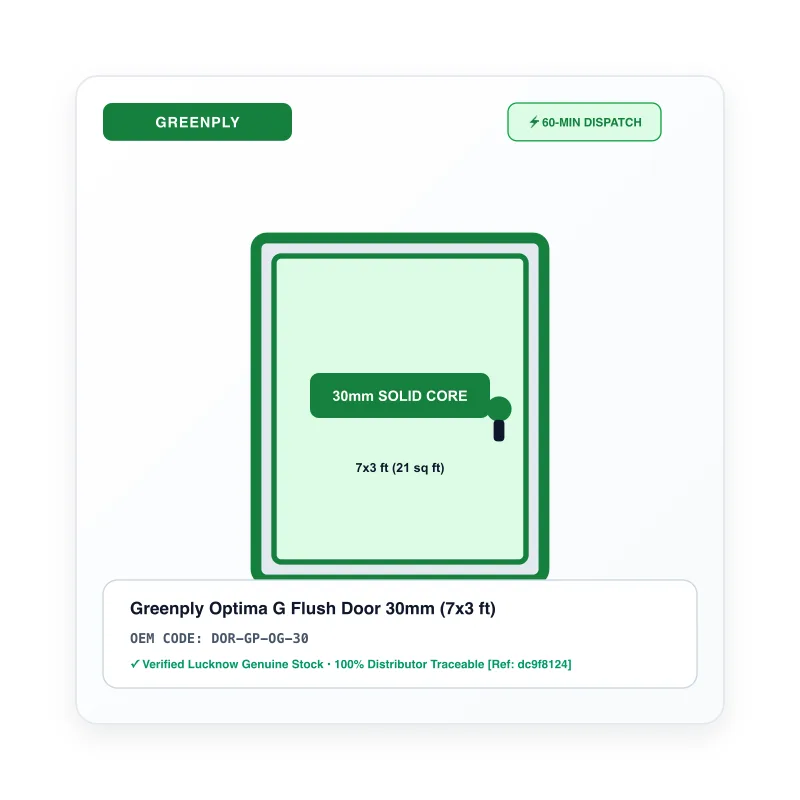 GREENPLY
⚡ 60-MIN DISPATCH
30mm SOLID CORE
7x3 ft (21 sq ft)
Greenply Optima G Flush Door 30mm (7x3 ft)
OEM CODE: DOR-GP-OG-30
✓ Verified Lucknow Genuine Stock · 100% Distributor Traceable [Ref: dc9f8124]